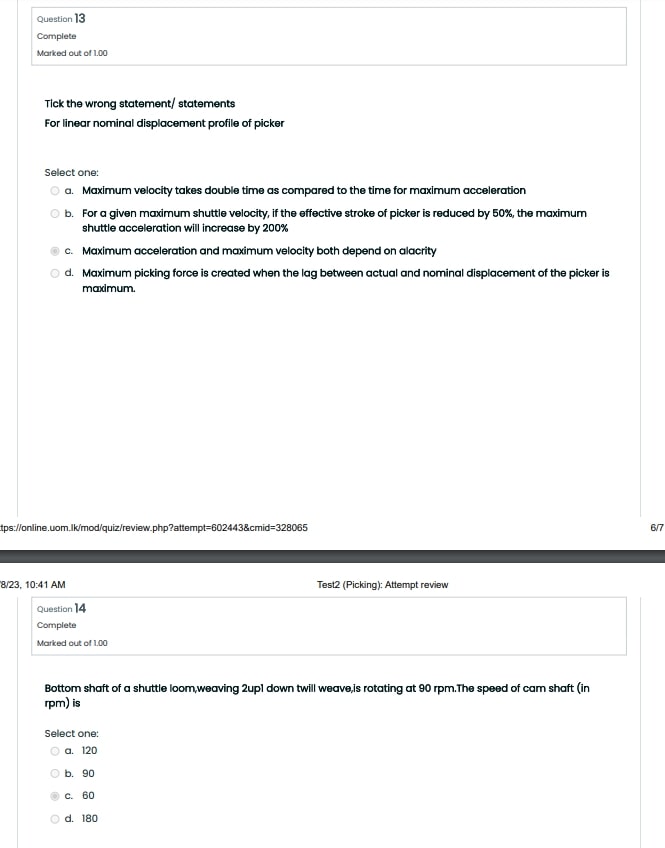 Question 13
Complete
Marked out of 1.00
Tick the wrong statement/ statements
For linear nominal displacement profile of picker
Select one:
a. Maximum velocity takes double time as compared to the time for maximum acceleration
b. For a given maximum shuttle velocity, if the effective stroke of picker is reduced by 50%, the maximum
shuttle acceleration will increase by 200%
c. Maximum acceleration and maximum velocity both depend on alacrity
d. Maximum picking force is created when the lag between actual and nominal displacement of the picker is
maximum.
tps://online.uom.lk/mod/quiz/review.php?attempt=602443&cmid=328065
6/7
8/23, 10:41 AM
Test2 (Picking): Attempt review
Question 14
Complete
Marked out of 1.00
Bottom shaft of a shuttle loom,weaving 2up1 down twill weave,is rotating at 90 rpm.The speed of cam shaft (in
rpm) is
Select one:
a. 120
b. 90
c. 60
d. 180